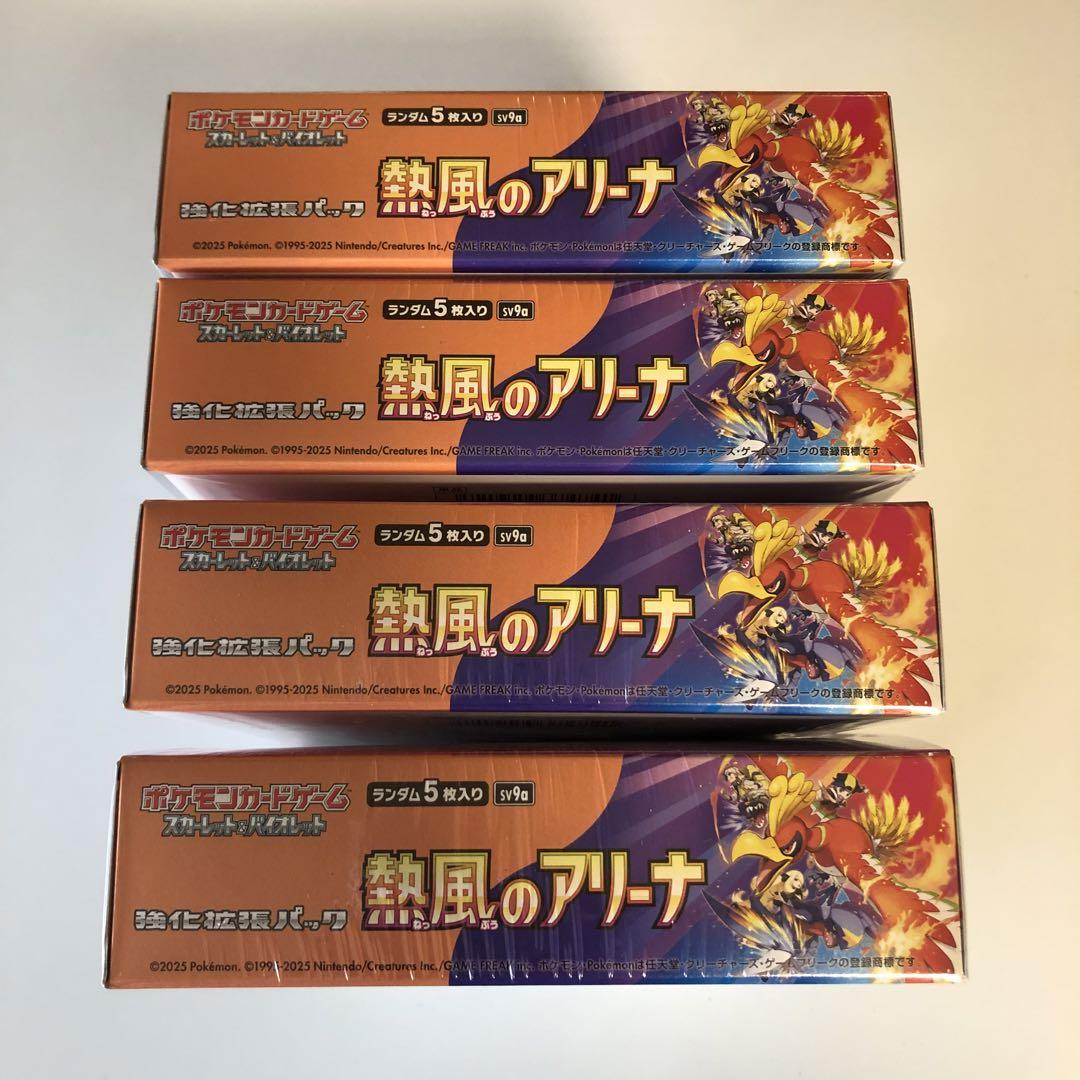 ポケモンカードゲーム
スカーレット&バイオレット
ランダム5枚入り sv9a
強化拡張パック
熱風のアリーナ
ねっ ぷう
©2025 Pokémon. ©1995-2025 Nintendo/Creatures Inc./GAME FREAK inc. ポケモン・Pokémonは任天堂・クリーチャーズ・ゲームフリークの登録商標です。
ポケモンカードゲーム
スカーレット&バイオレット
ランダム5枚入り sv9a
強化拡張パック
熱風のアリーナ
ねっ ぷう
©2025 Pokémon. ©1995-2025 Nintendo/Creatures Inc./GAME FREAK inc. ポケモン・Pokémonは任天堂・クリーチャーズ・ゲームフリークの登録商標です。
ポケモンカードゲーム
スカーレット&バイオレット
ランダム5枚入り sv9a
強化拡張パック
熱風のアリーナ
ねっ ぷう
©2025 Pokémon. ©1995-2025 Nintendo/Creatures Inc./GAME FREAK inc. ポケモン・Pokémonは任天堂・クリーチャーズ・ゲームフリークの登録商標です。
ポケモンカードゲーム
スカーレット&バイオレット
ランダム5枚入り sv9a
強化拡張パック
熱風のアリーナ
ねっ ぷう
©2025 Pokémon. ©1995-2025 Nintendo/Creatures Inc./GAME FREAK inc. ポケモン・Pokémonは任天堂・クリーチャーズ・ゲームフリークの登録商標です。